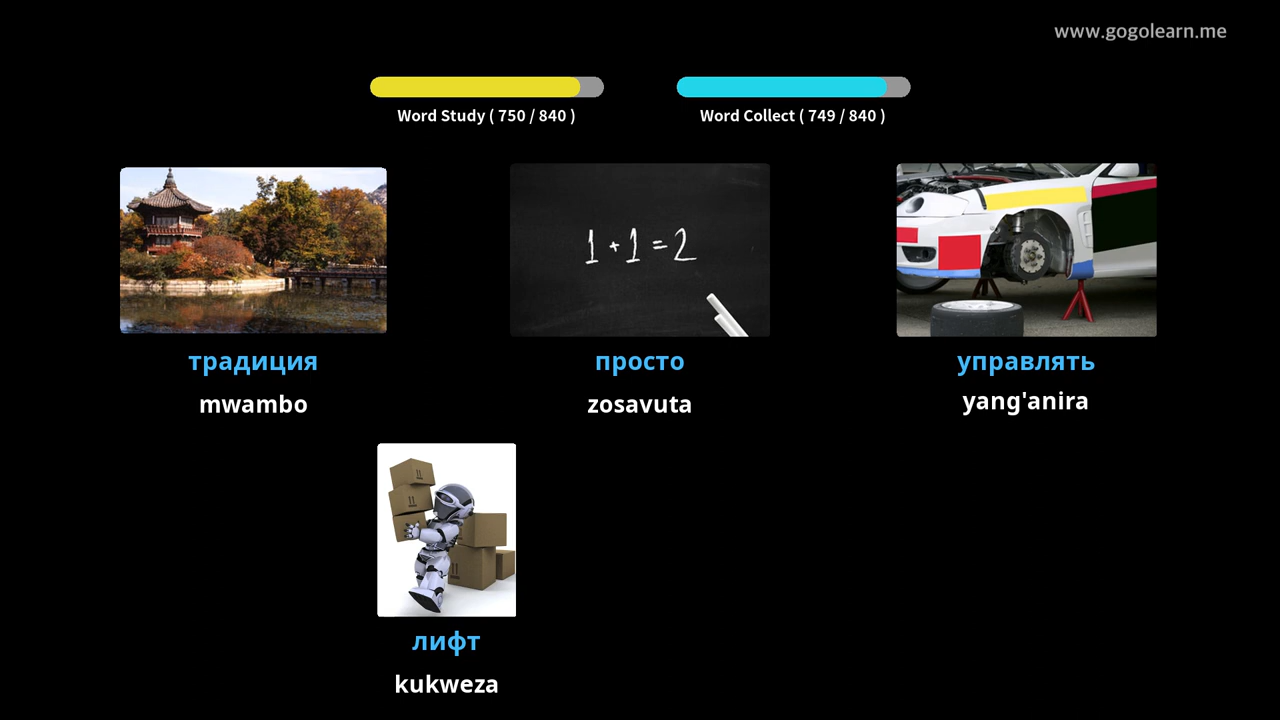 www.gogolearn.me
Word Study ( 750 / 840 )
Word Collect ( 749 / 840 )
1 + 1 = 2
традиция
просто
управлять
mwambo
zosavuta
yang'anira
лифт
kukweza